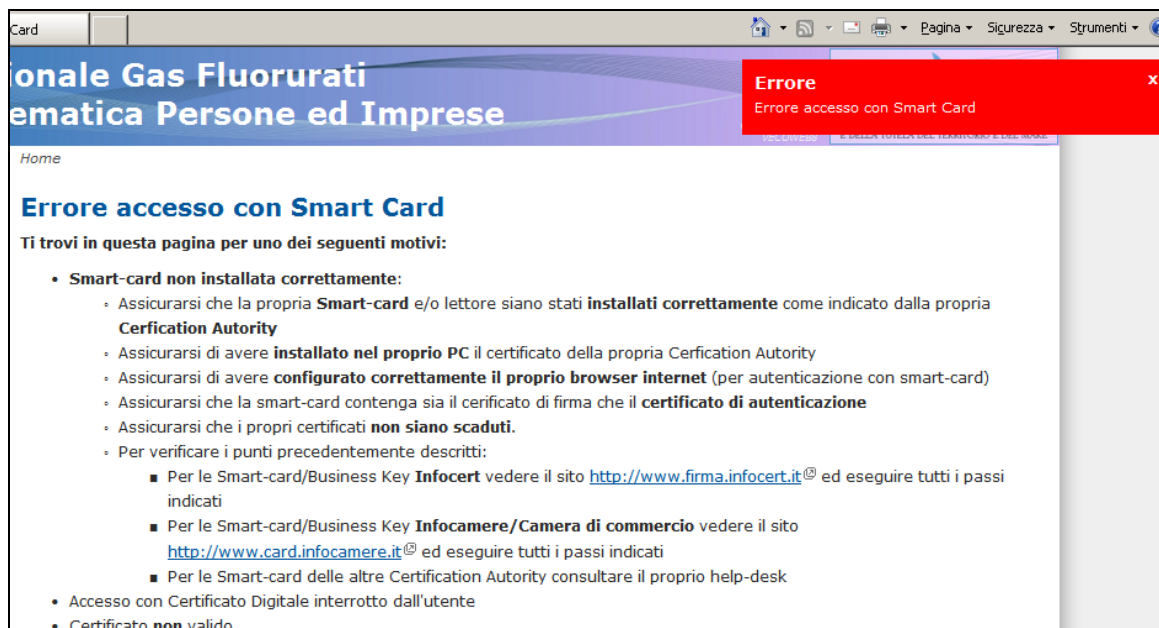 Card
Pagina Sicurezza Strumenti
ionale Gas Fluorurati
ematica Persone ed Imprese
Errore x
Errore accesso con Smart Card
E DELLA TUTELA DEL TERRITORIO E DEL MARE
Home
Errore accesso con Smart Card
Ti trovi in questa pagina per uno dei seguenti motivi:
• Smart-card non installata correttamente:
◦ Assicurarsi che la propria Smart-card e/o lettore siano stati installati correttamente come indicato dalla propria
Cerfication Autority
◦ Assicurarsi di avere installato nel proprio PC il certificato della propria Cerfication Autority
◦ Assicurarsi di avere configurato correttamente il proprio browser internet (per autenticazione con smart-card)
◦ Assicurarsi che la smart-card contenga sia il cerificato di firma che il certificato di autenticazione
◦ Assicurarsi che i propri certificati non siano scaduti.
◦ Per verificare i punti precedentemente descritti:
▪ Per le Smart-card/Business Key Infocert vedere il sito http://www.firma.infocert.it ed eseguire tutti i passi
indicati
▪ Per le Smart-card/Business Key Infocamere/Camera di commercio vedere il sito
http://www.card.infocamere.it ed eseguire tutti i passi indicati
▪ Per le Smart-card delle altre Certification Autority consultare il proprio help-desk
• Accesso con Certificato Digitale interrotto dall'utente
• Certificato non valido